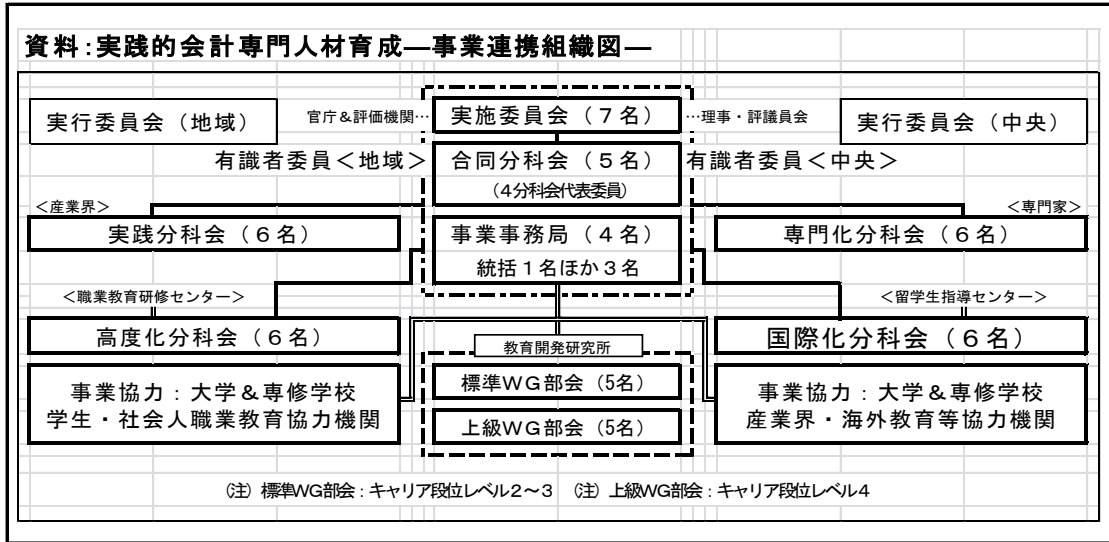 資料：実践的会計専門人材育成―事業連携組織図―
実行委員会（地域）
官庁＆評価機関…
実施委員会（７名）
…理事・評議員会
実行委員会（中央）
有識者委員＜地域＞
合同分科会（５名）
有識者委員＜中央＞
（４分科会代表委員）
＜産業界＞
＜専門家＞
実践分科会（６名）
事業事務局（４名）
専門化分科会（６名）
統括１名ほか３名
＜職業教育研修センター＞
＜留学生指導センター＞
高度化分科会（６名）
国際化分科会（６名）
教育開発研究所
事業協力：大学＆専修学校
学生・社会人職業教育協力機関
標準ＷＧ部会（5名）
上級ＷＧ部会（5名）
事業協力：大学＆専修学校
産業界・海外教育等協力機関
（注）標準WG部会：キャリア段位レベル２～３　（注）上級WG部会：キャリア段位レベル４